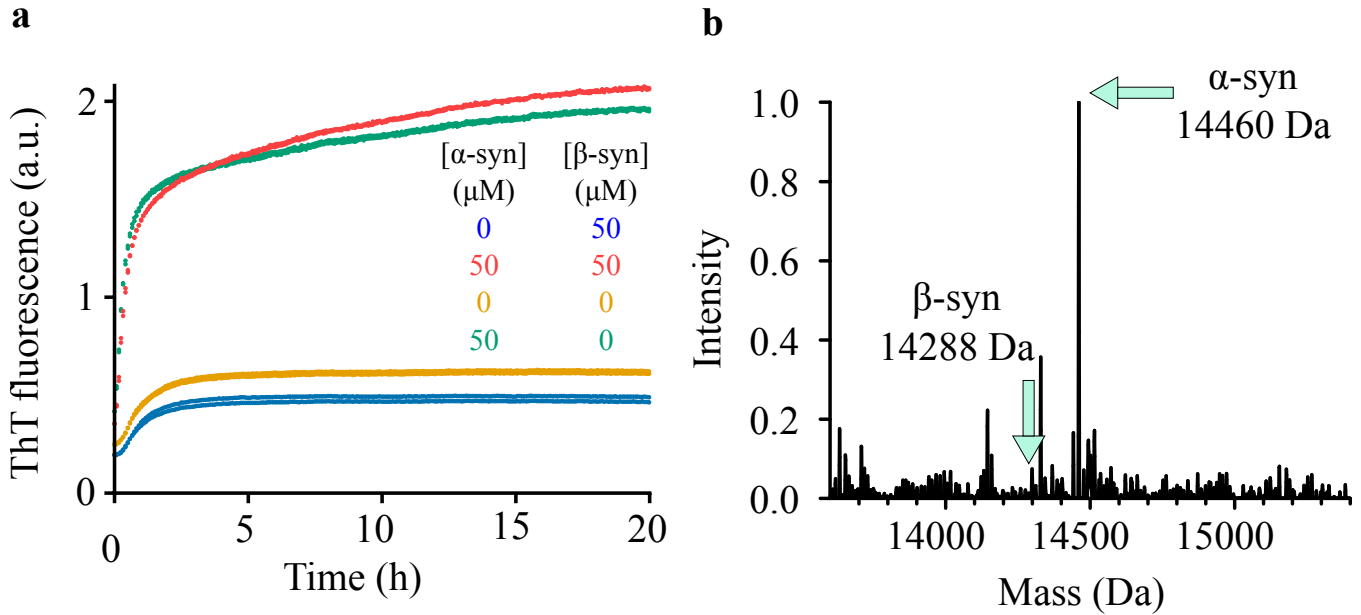 a
ThT fluorescence (a.u.)
2
1
0
[α-syn] [β-syn]
(μM) (μM)
0 50
50 50
0 0
50 0
0 5 10 15 20
Time (h)
b
Intensity
1.0
0.8
0.6
0.4
0.2
0.0
α-syn
14460 Da
β-syn
14288 Da
14000 14500 15000
Mass (Da)